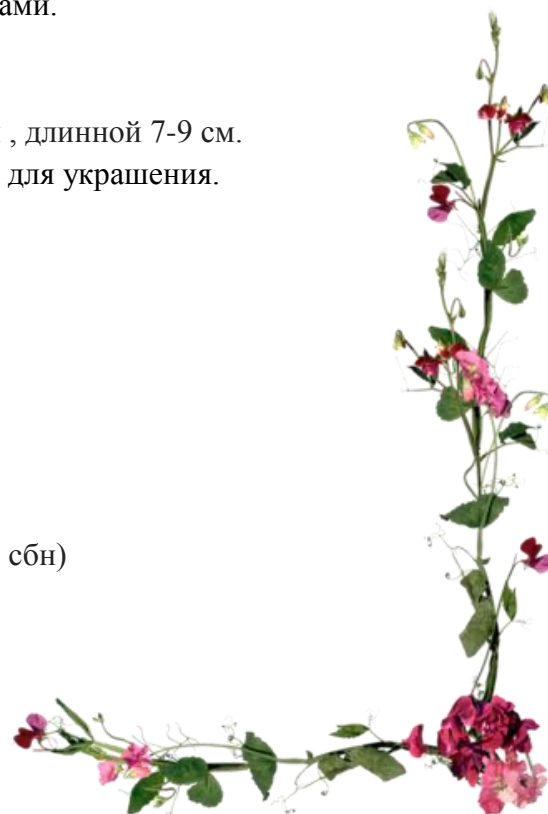 ами.
, длинной 7-9 см.
для украшения.
сбн)